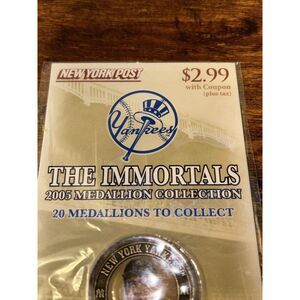 NEW YORK POST
$2.99
with Coupon
(plus tax)
Yankees
THE IMMORTALS
2005 MEDALLION COLLECTION
20 MEDALLIONS TO COLLECT
NEW YORK YA